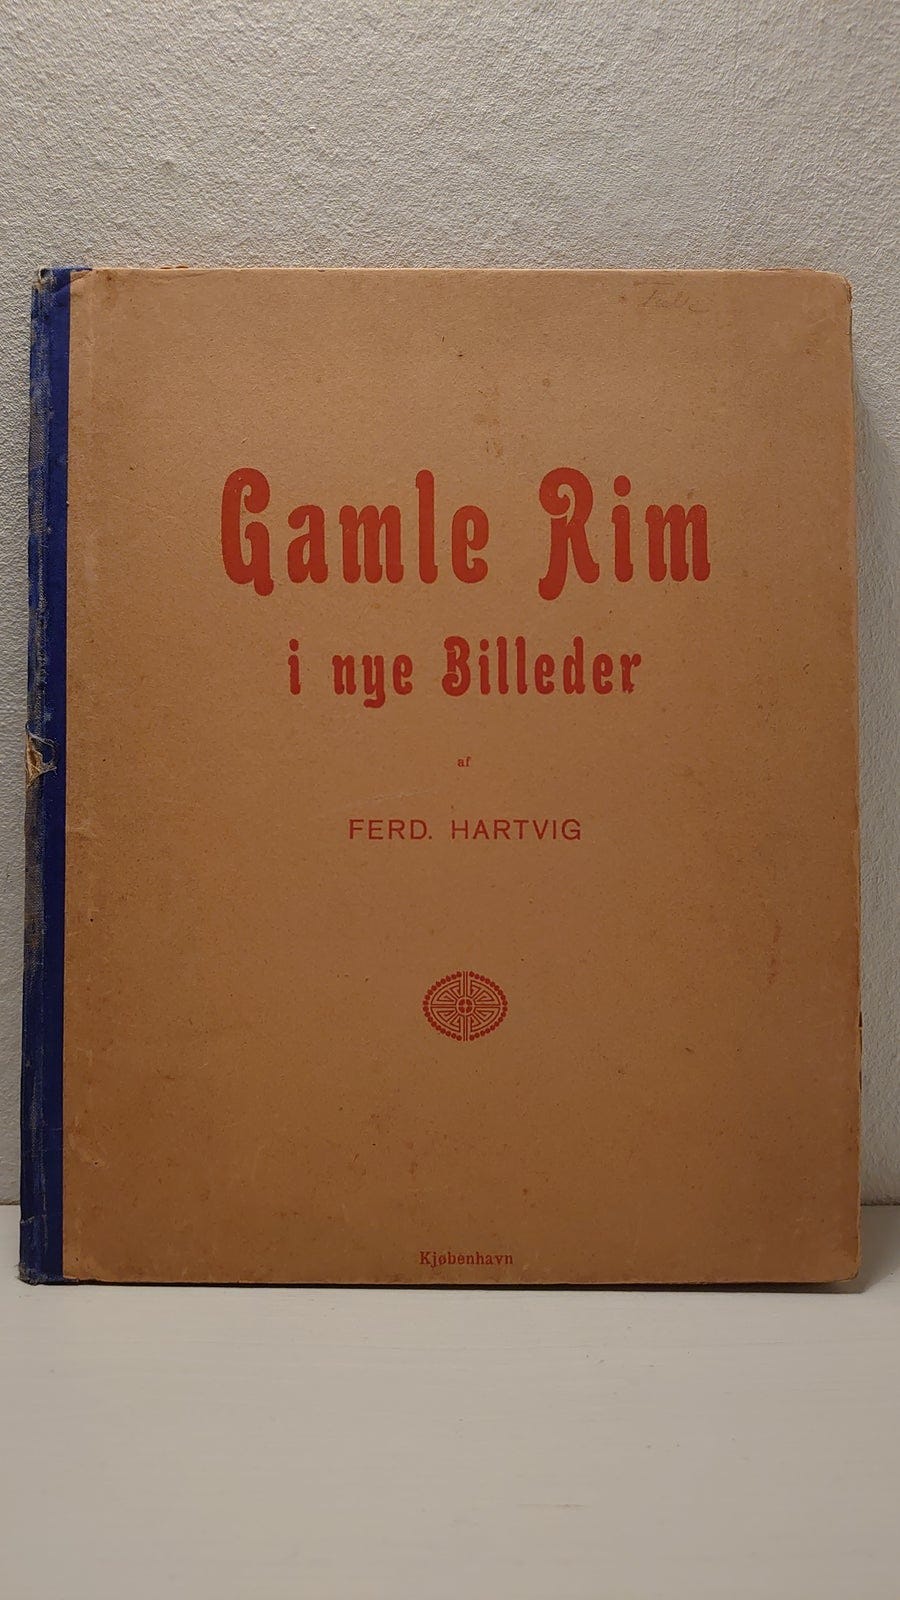 Gamle Rim
i nye Billeder
af
FERD. HARTVIG
Kjøbenhavn